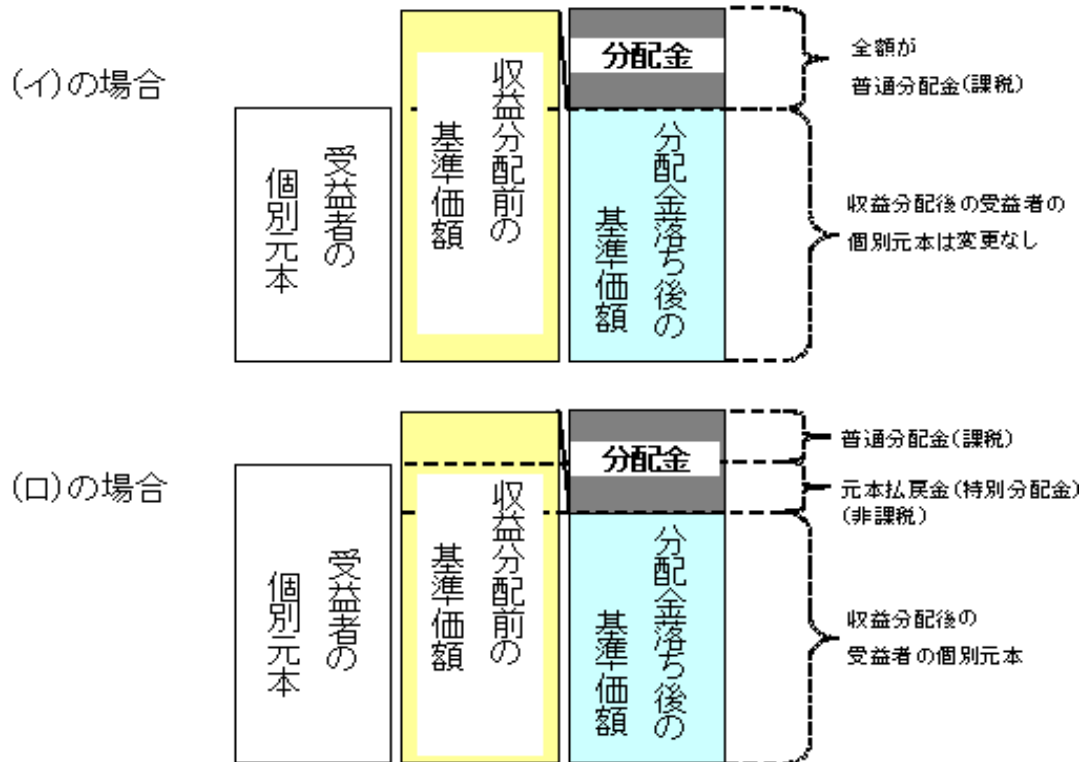 (イ)の場合
受益者の
個別元本
収益分配前の
基準価額
分配金
分配金落ち後の
基準価額
全額が
普通分配金(課税)
収益分配後の受益者の
個別元本は変更なし
(ロ)の場合
受益者の
個別元本
収益分配前の
基準価額
分配金
分配金落ち後の
基準価額
普通分配金(課税)
元本払戻金(特別分配金)
(非課税)
収益分配後の
受益者の個別元本